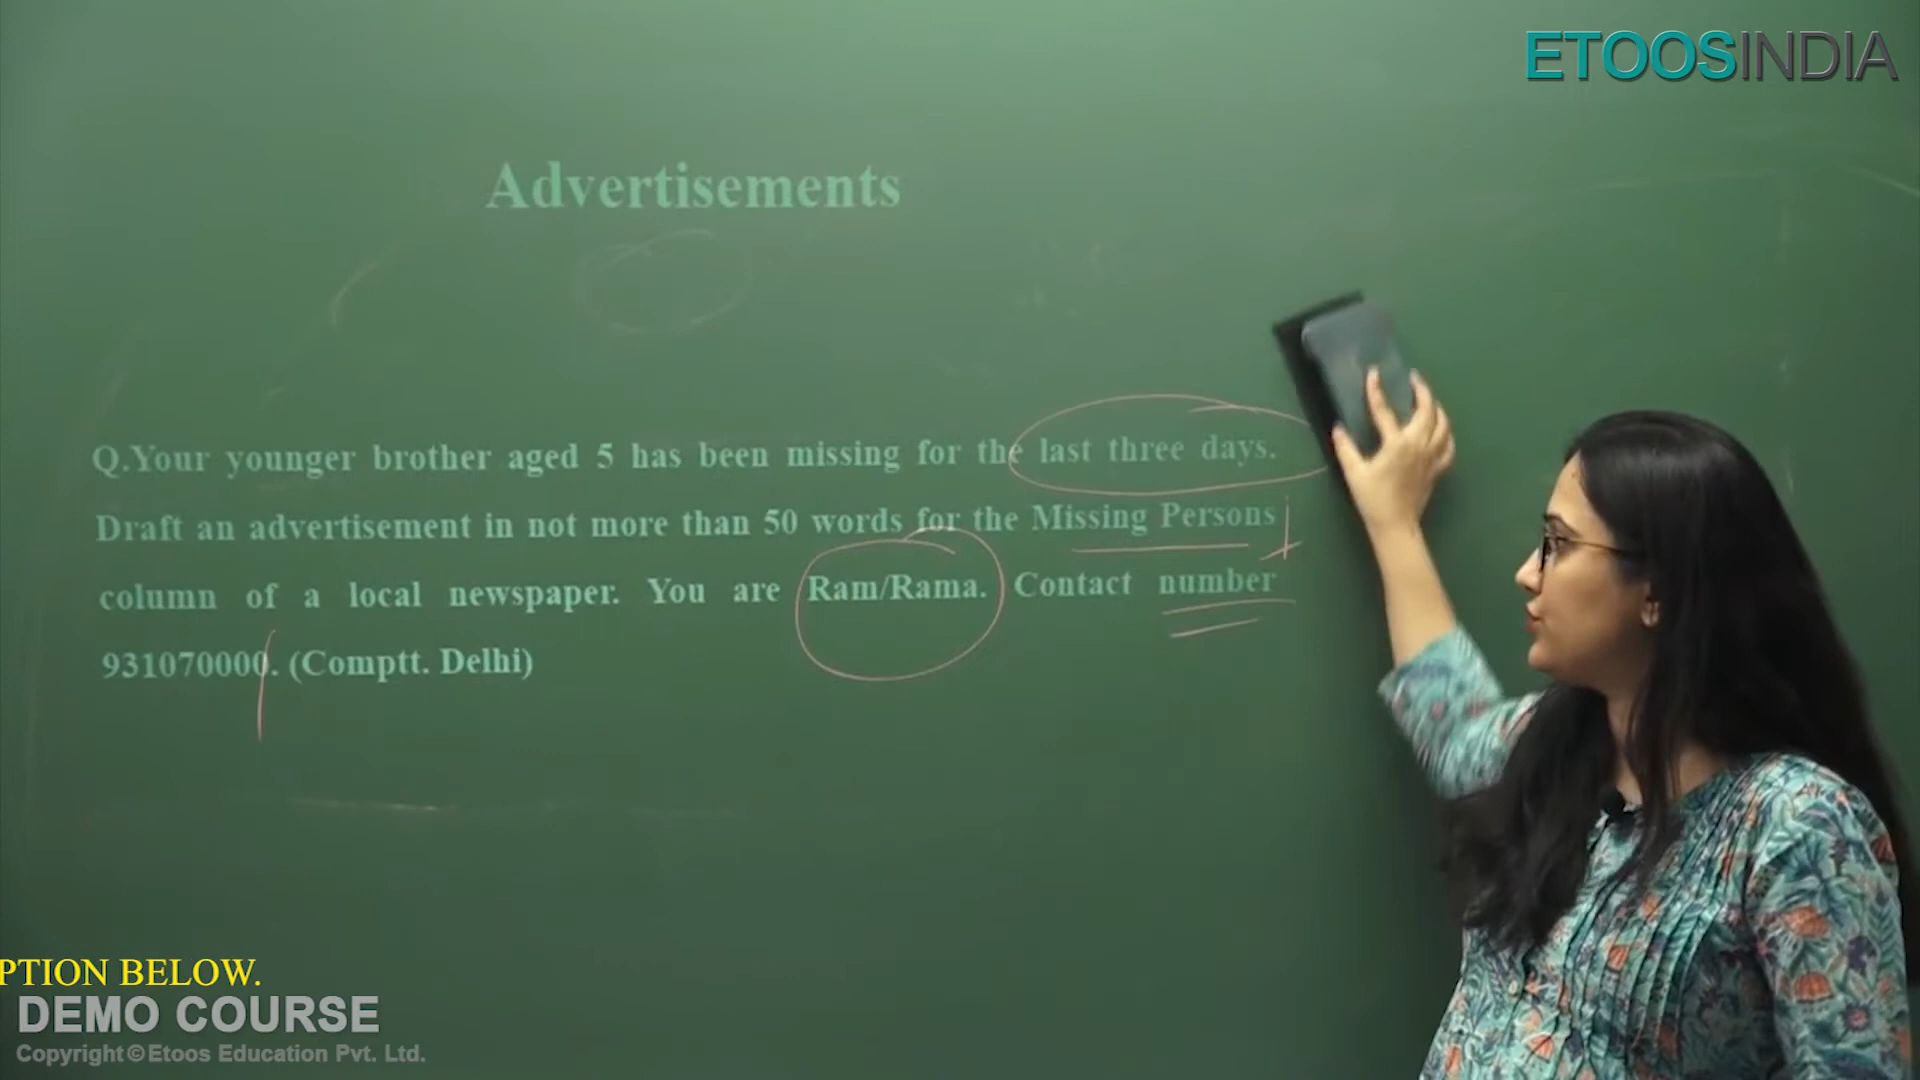 ETOOSINDIA
Advertisements
Q.Your younger brother aged 5 has been missing for the last three days.
Draft an advertisement in not more than 50 words for the Missing Persons
column of a local newspaper. You are Ram/Rama. Contact number
931070000. (Comptt. Delhi)
PTION BELOW.
DEMO COURSE
Copyright © Etoos Education Pvt. Ltd.